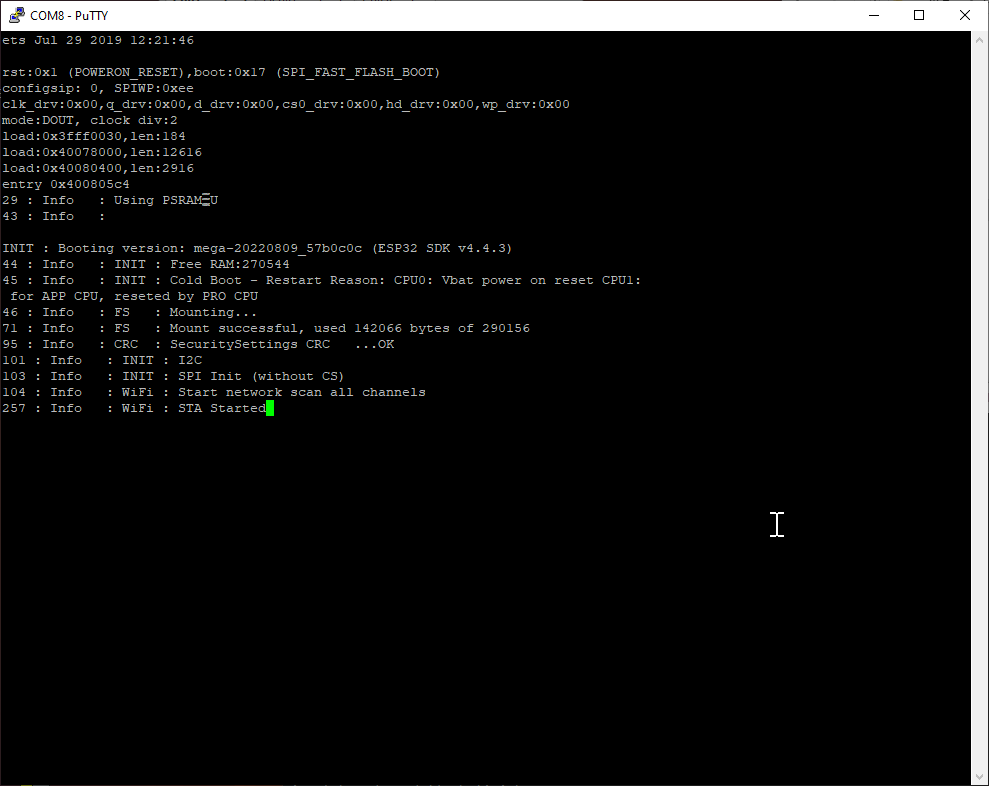 COM8 - PuTTY
ets Jul 29 2019 12:21:46
rst:0x1 (POWERON_RESET),boot:0x17 (SPI_FAST_FLASH_BOOT)
configsip: 0, SPIWP:0xee
clk_drv:0x00,q_drv:0x00,d_drv:0x00,cs0_drv:0x00,hd_drv:0x00,wp_drv:0x00
mode:DOUT, clock div:2
load:0x3fff0030,len:184
load:0x40078000,len:12616
load:0x40080400,len:2916
entry 0x400805c4
29 : Info   : Using PSRAM
43 : Info   :
INIT : Booting version: mega-20220809_57b0c0c (ESP32 SDK v4.4.3)
44 : Info   : INIT : Free RAM:270544
45 : Info   : INIT : Cold Boot - Restart Reason: CPU0: Vbat power on reset CPU1:
 for APP CPU, reseted by PRO CPU
46 : Info   : FS   : Mounting...
71 : Info   : FS   : Mount successful, used 142066 bytes of 290156
95 : Info   : CRC  : SecuritySettings CRC   ...OK
101 : Info   : INIT : I2C
103 : Info   : INIT : SPI Init (without CS)
104 : Info   : WiFi : Start network scan all channels
257 : Info   : WiFi : STA Started